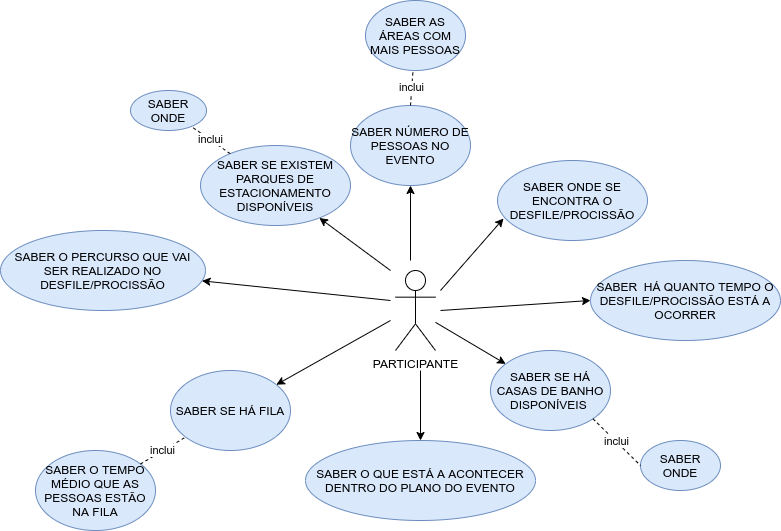 SABER AS
ÁREAS COM
MAIS PESSOAS
inclui
SABER NÚMERO DE
PESSOAS NO
EVENTO
SABER
ONDE
inclui
SABER SE EXISTEM
PARQUES DE
ESTACIONAMENTO
DISPONÍVEIS
SABER ONDE SE
ENCONTRA O
DESFILE/PROCISSÃO
SABER O PERCURSO QUE VAI
SER REALIZADO NO
DESFILE/PROCISSÃO
SABER HÁ QUANTO TEMPO O
DESFILE/PROCISSÃO ESTÁ A
OCORRER
PARTICIPANTE
SABER SE HÁ
CASAS DE BANHO
DISPONÍVEIS
inclui
SABER
ONDE
SABER SE HÁ FILA
inclui
SABER O TEMPO
MÉDIO QUE AS
PESSOAS ESTÃO
NA FILA
SABER O QUE ESTÁ A ACONTECER
DENTRO DO PLANO DO EVENTO